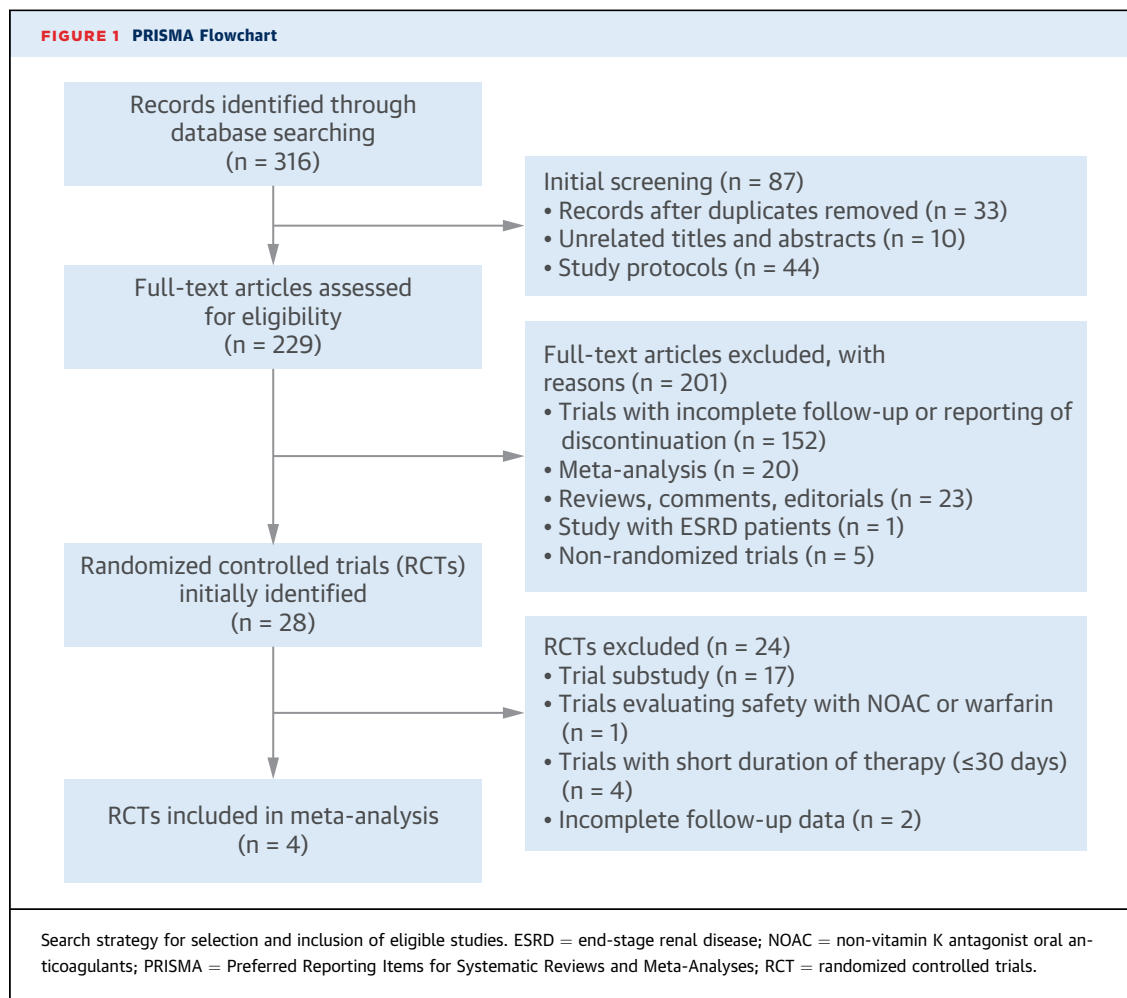 FIGURE 1 PRISMA Flowchart
Records identified through
database searching
(n = 316)
Initial screening (n = 87)
• Records after duplicates removed (n = 33)
• Unrelated titles and abstracts (n = 10)
• Study protocols (n = 44)
Full-text articles assessed
for eligibility
(n = 229)
Full-text articles excluded, with
reasons (n = 201)
• Trials with incomplete follow-up or reporting of
discontinuation (n = 152)
• Meta-analysis (n = 20)
• Reviews, comments, editorials (n = 23)
• Study with ESRD patients (n = 1)
• Non-randomized trials (n = 5)
Randomized controlled trials (RCTs)
initially identified
(n = 28)
RCTs excluded (n = 24)
• Trial substudy (n = 17)
• Trials evaluating safety with NOAC or warfarin
(n = 1)
• Trials with short duration of therapy (≤30 days)
(n = 4)
• Incomplete follow-up data (n = 2)
RCTs included in meta-analysis
(n = 4)
Search strategy for selection and inclusion of eligible studies. ESRD = end-stage renal disease; NOAC = non-vitamin K antagonist oral an-
ticoagulants; PRISMA = Preferred Reporting Items for Systematic Reviews and Meta-Analyses; RCT = randomized controlled trials.